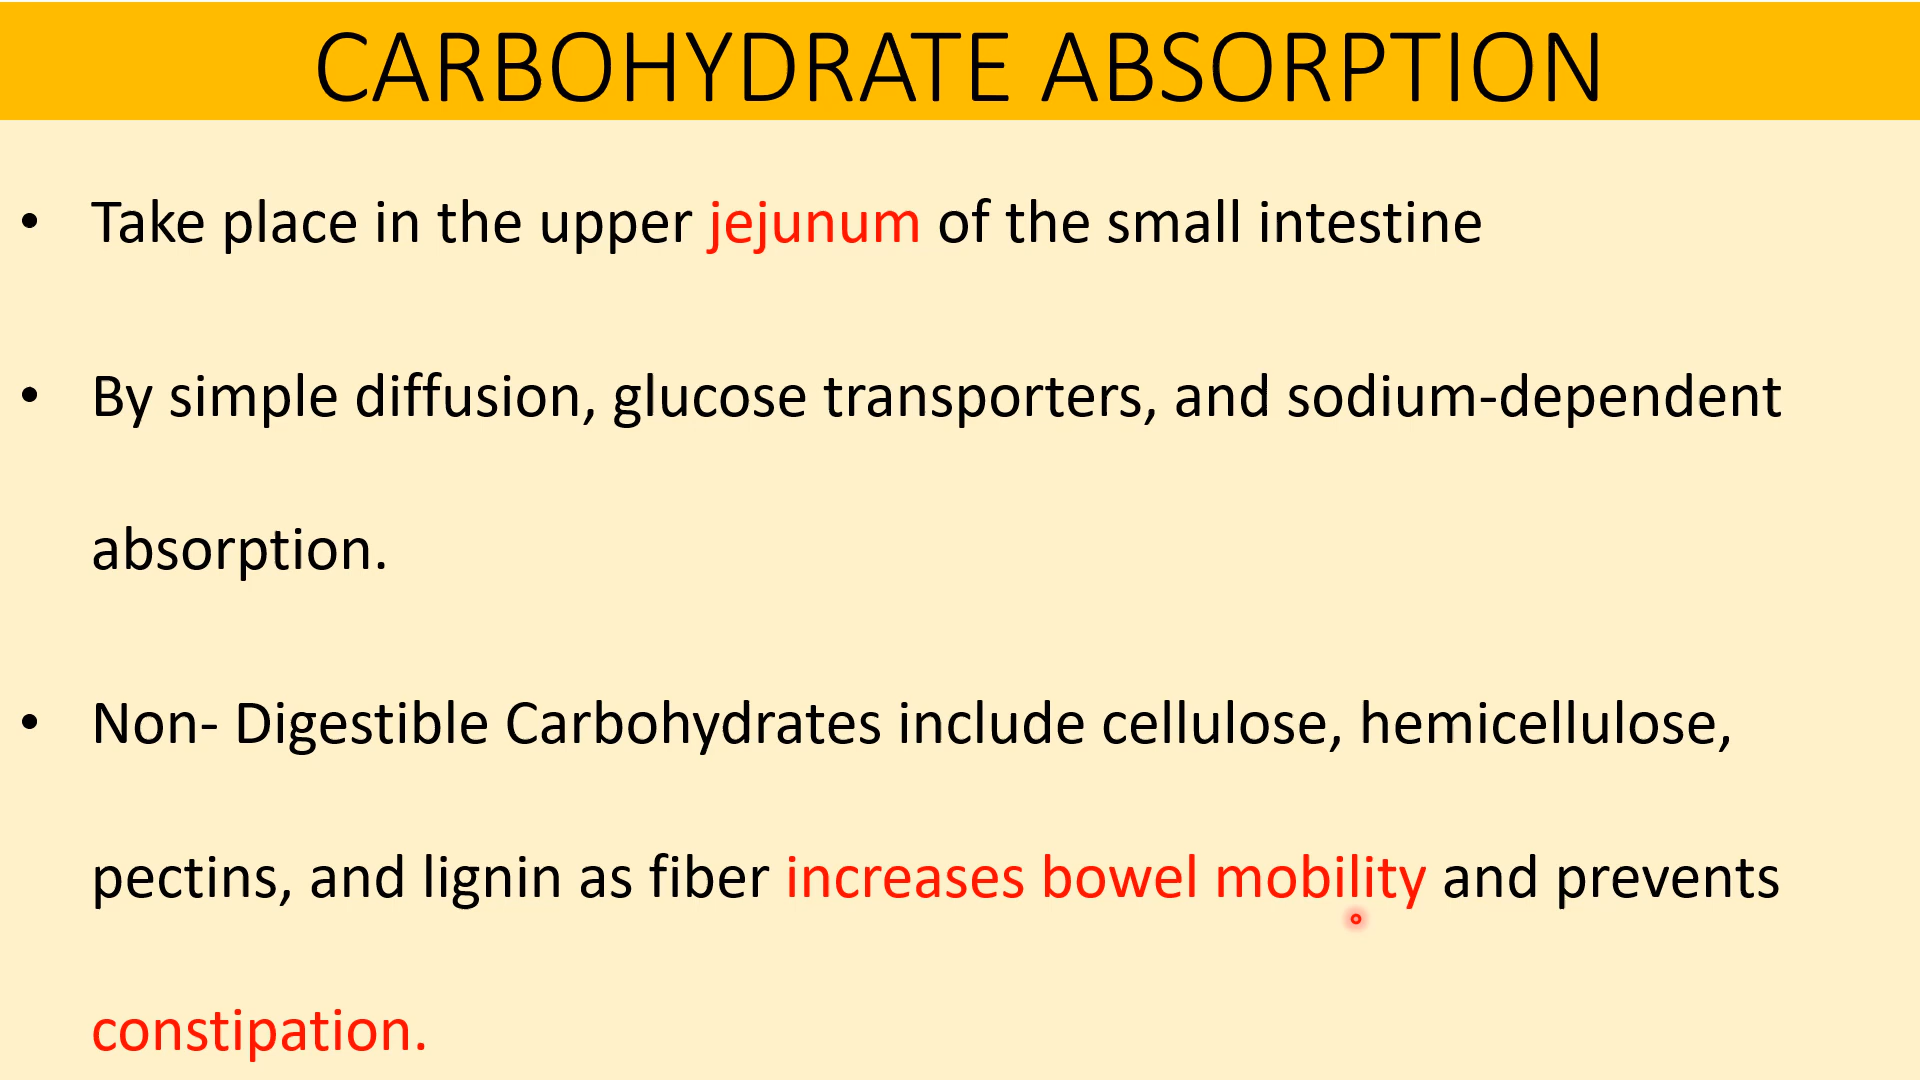 CARBOHYDRATE ABSORPTION
• Take place in the upper jejunum of the small intestine
• By simple diffusion, glucose transporters, and sodium-dependent
absorption.
• Non- Digestible Carbohydrates include cellulose, hemicellulose,
pectins, and lignin as fiber increases bowel mobility and prevents
constipation.